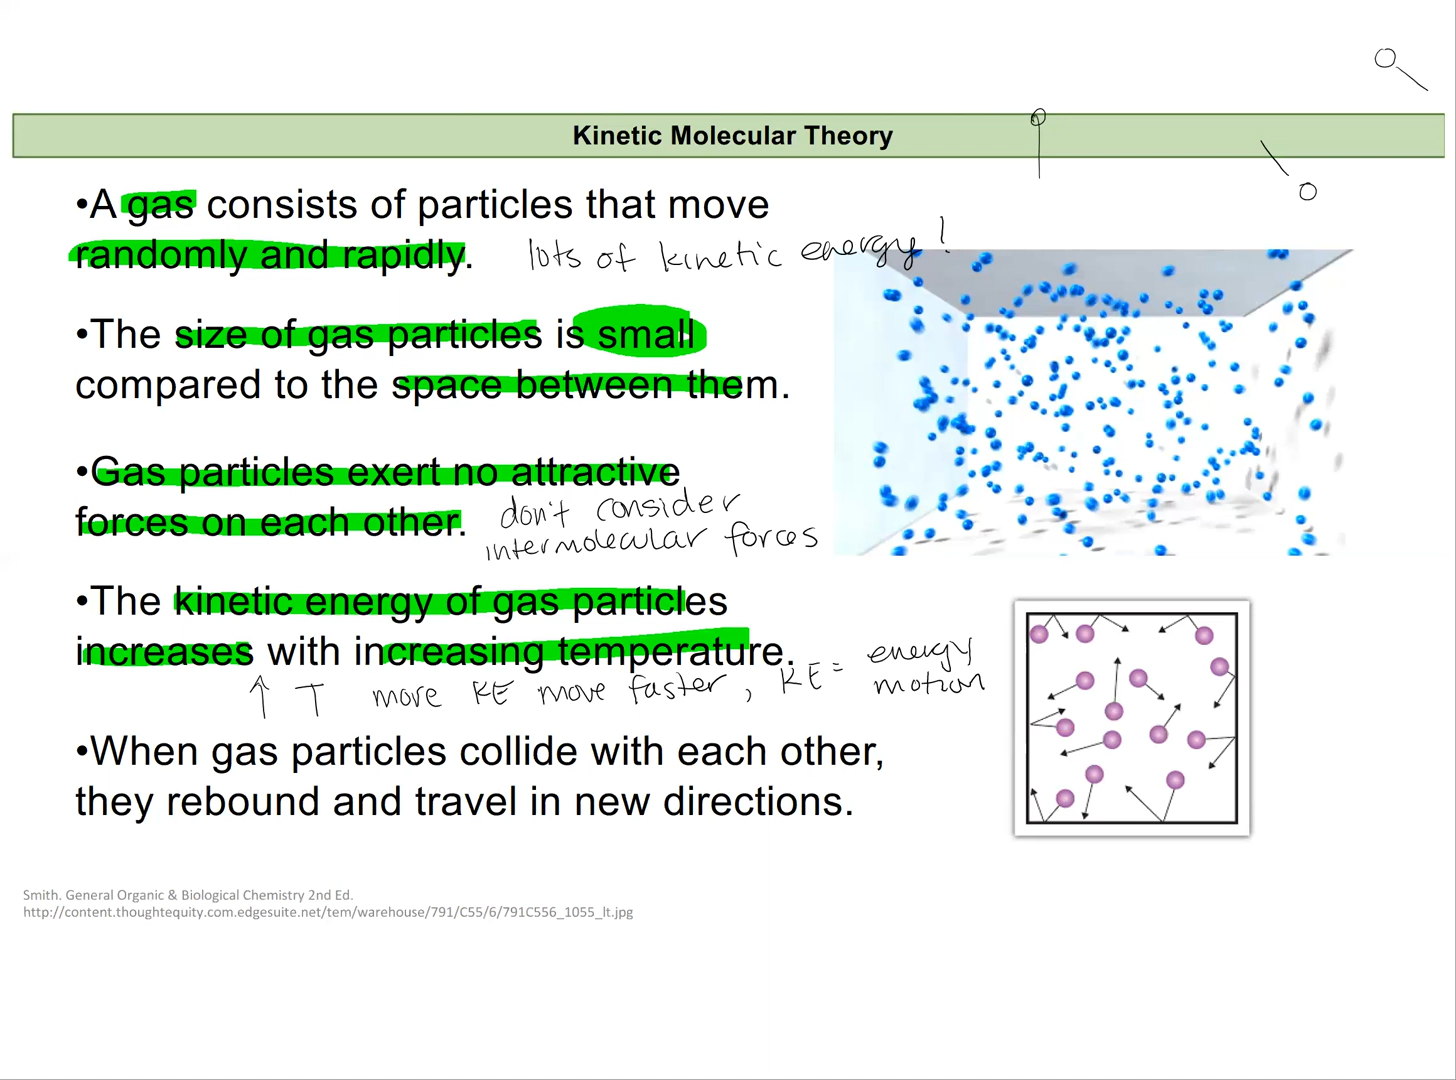 Kinetic Molecular Theory
•A gas consists of particles that move
randomly and rapidly. lots of kinetic energy!
•The size of gas particles is small
compared to the space between them.
•Gas particles exert no attractive
forces on each other. don't consider
intermolecular forces
•The kinetic energy of gas particles
increases with increasing temperature.
↑ T more KE move faster, KE = energy
motion
•When gas particles collide with each other,
they rebound and travel in new directions.
Smith. General Organic & Biological Chemistry 2nd Ed.
http://content.thoughtequity.com.edgesuite.net/tem/warehouse/791/C55/6/791C556_1055_lt.jpg